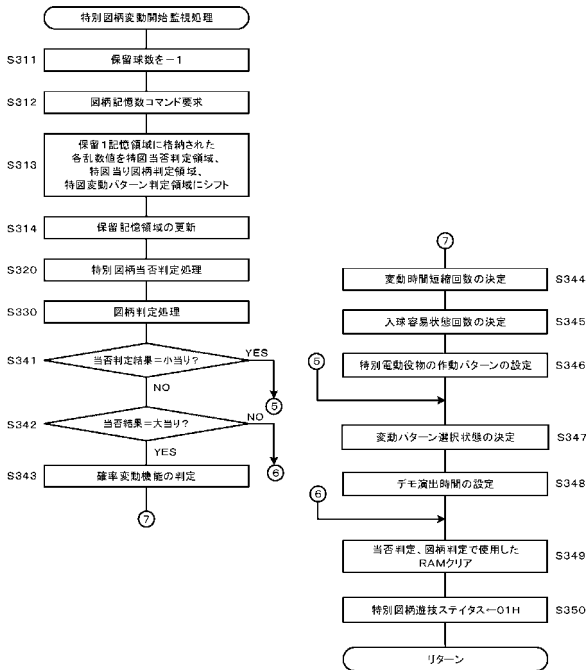 特別図柄変動開始監視処理
S311
保留球数を－1
S312
図柄記憶数コマンド要求
S313
保留1記憶領域に格納された
各乱数値を特図当否判定領域、
特図当り図柄判定領域、
特図変動パターン判定領域にシフト
S314
保留記憶領域の更新
S320
特別図柄当否判定処理
S330
図柄判定処理
S341
当否判定結果＝小当り？
YES
NO
⑤
S342
当否結果＝大当り？
NO
YES
⑥
S343
確率変動機能の判定
⑦
⑦
変動時間短縮回数の決定
S344
入球容易状態回数の決定
S345
特別電動役物の作動パターンの設定
S346
⑤
変動パターン選択状態の決定
S347
デモ演出時間の設定
S348
⑥
当否判定、図柄判定で使用した
RAMクリア
S349
特別図柄遊技ステイタス←01H
S350
リターン